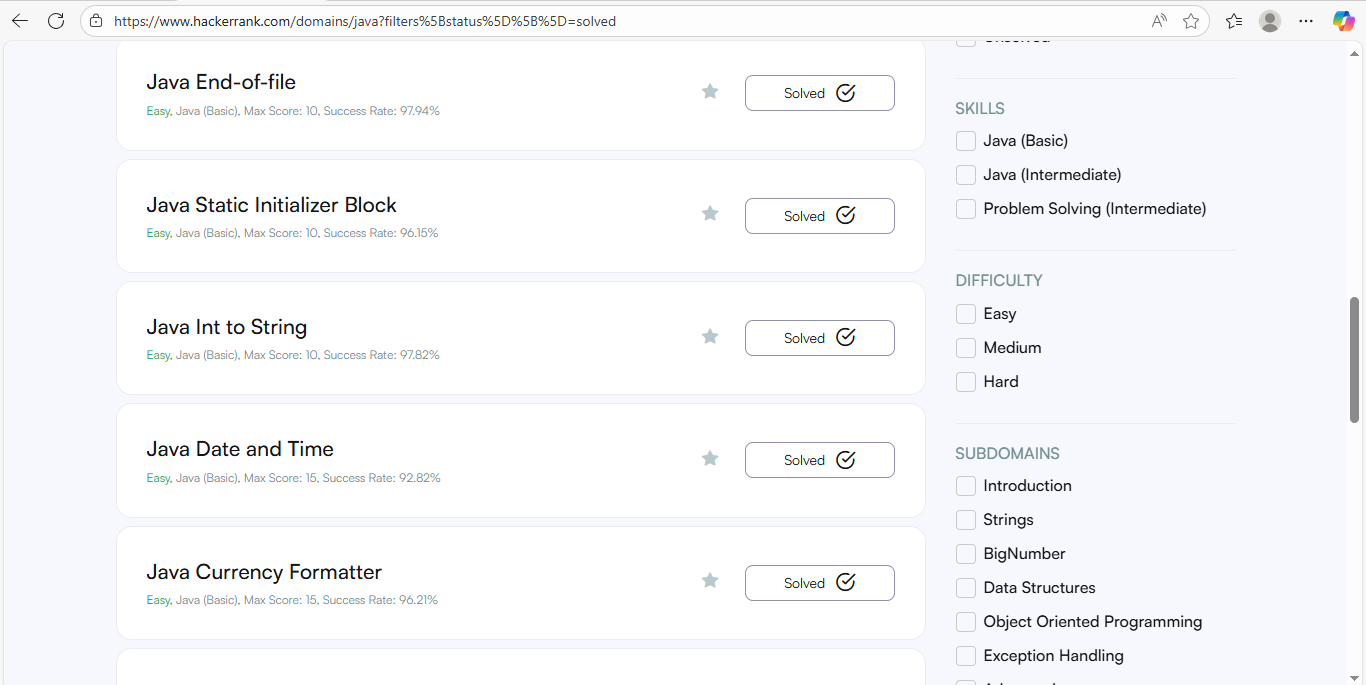 https://www.hackerrank.com/domains/java?filters%5Bstatus%5D%5B%5D=solved
Java End-of-file
Easy, Java (Basic), Max Score: 10, Success Rate: 97.94%
Solved
Java Static Initializer Block
Easy, Java (Basic), Max Score: 10, Success Rate: 96.15%
Solved
Java Int to String
Easy, Java (Basic), Max Score: 10, Success Rate: 97.82%
Solved
Java Date and Time
Easy, Java (Basic), Max Score: 15, Success Rate: 92.82%
Solved
Java Currency Formatter
Easy, Java (Basic), Max Score: 15, Success Rate: 96.21%
Solved
SKILLS
Java (Basic)
Java (Intermediate)
Problem Solving (Intermediate)
DIFFICULTY
Easy
Medium
Hard
SUBDOMAINS
Introduction
Strings
BigNumber
Data Structures
Object Oriented Programming
Exception Handling